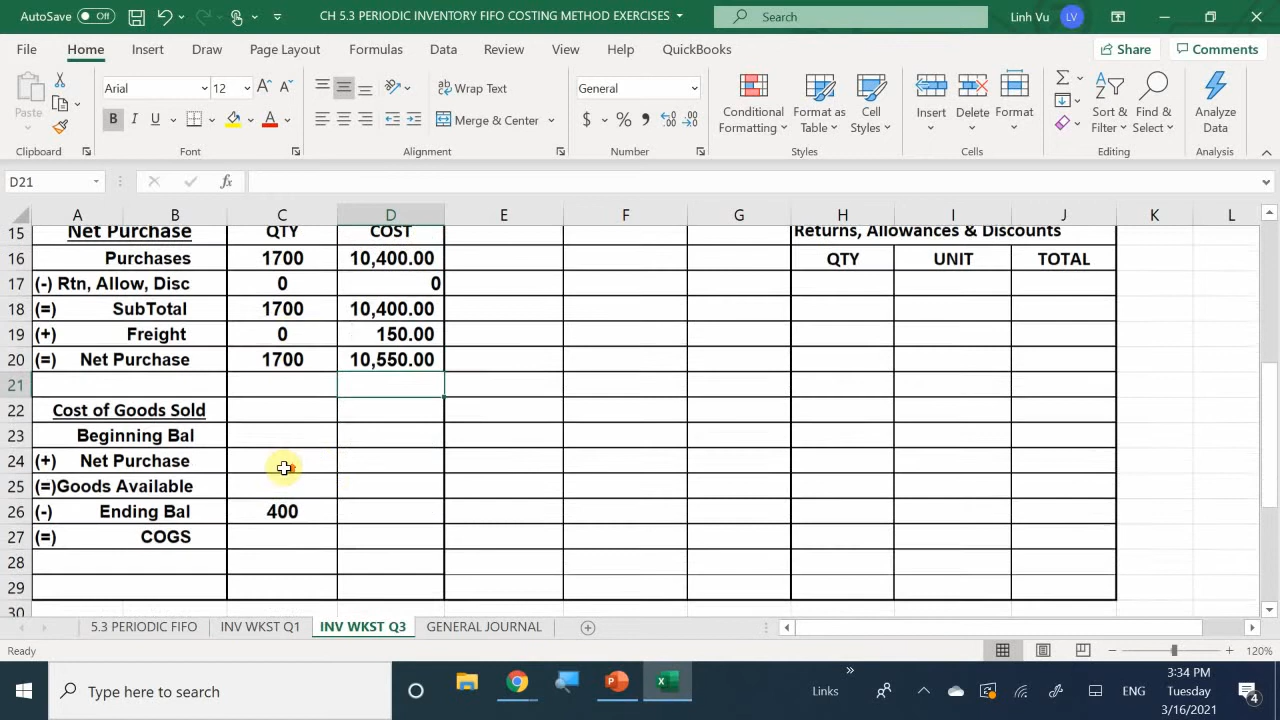 AutoSave Off CH 5.3 PERIODIC INVENTORY FIFO COSTING METHOD EXERCISES Search Linh Vu LV
File Home Insert Draw Page Layout Formulas Data Review View Help QuickBooks Share Comments
Paste Arial 12 B I U A Wrap Text Merge & Center General $ % Conditional Formatting Format as Table Cell Styles Insert Delete Format Sort & Filter Find & Select Analyze Data
Clipboard Font Alignment Number Styles Cells Editing Analysis
D21 fx
A B C D E F G H I J K L
15 Net Purchase QTY COST Returns, Allowances & Discounts
16 Purchases 1700 10,400.00 QTY UNIT TOTAL
17 (-) Rtn, Allow, Disc 0 0
18 (=) SubTotal 1700 10,400.00
19 (+) Freight 0 150.00
20 (=) Net Purchase 1700 10,550.00
21
22 Cost of Goods Sold
23 Beginning Bal
24 (+) Net Purchase
25 (=)Goods Available
26 (-) Ending Bal 400
27 (=) COGS
28
29
30
5.3 PERIODIC FIFO INV WKST Q1 INV WKST Q3 GENERAL JOURNAL
Ready 120%
Type here to search Links ENG 3:34 PM
Tuesday
3/16/2021 4